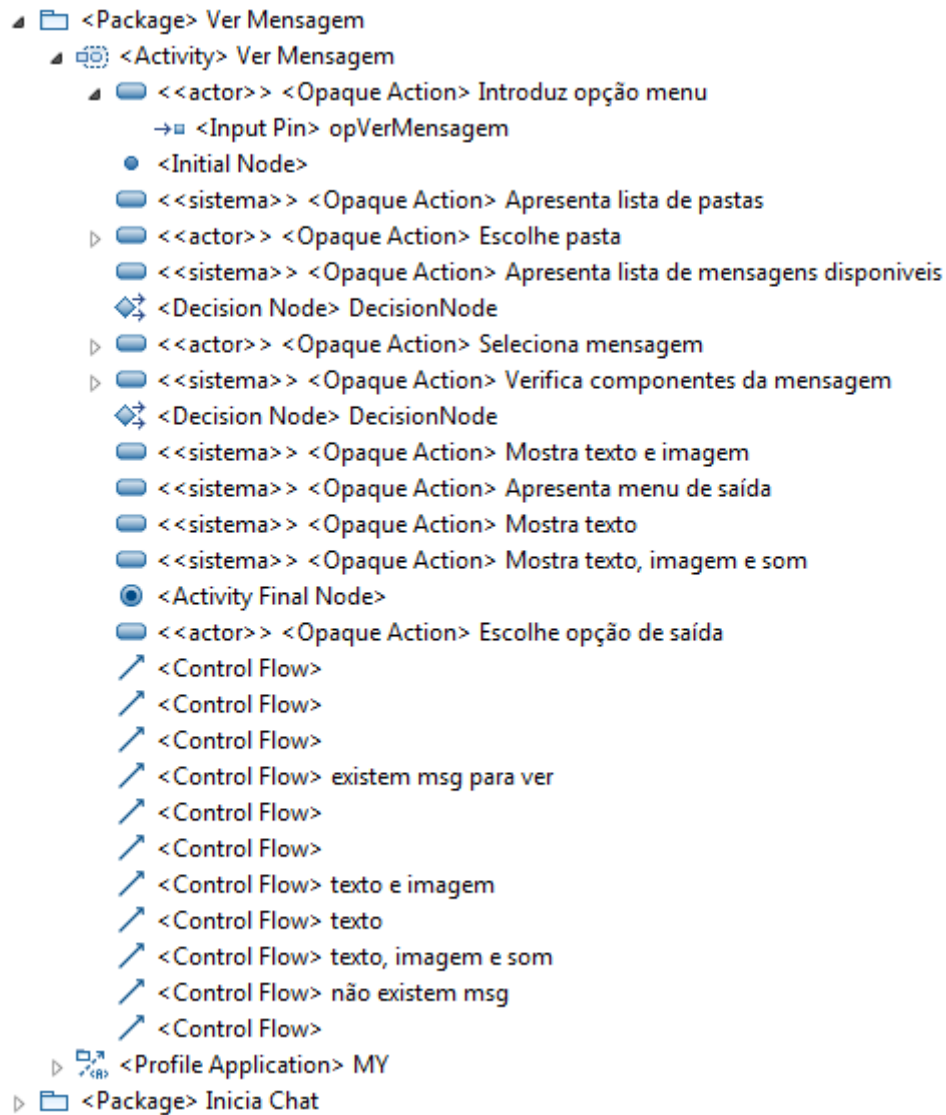 <Package> Ver Mensagem
<Activity> Ver Mensagem
<<actor>> <Opaque Action> Introduz opção menu
<Input Pin> opVerMensagem
<Initial Node>
<<sistema>> <Opaque Action> Apresenta lista de pastas
<<actor>> <Opaque Action> Escolhe pasta
<<sistema>> <Opaque Action> Apresenta lista de mensagens disponiveis
<Decision Node> DecisionNode
<<actor>> <Opaque Action> Seleciona mensagem
<<sistema>> <Opaque Action> Verifica componentes da mensagem
<Decision Node> DecisionNode
<<sistema>> <Opaque Action> Mostra texto e imagem
<<sistema>> <Opaque Action> Apresenta menu de saída
<<sistema>> <Opaque Action> Mostra texto
<<sistema>> <Opaque Action> Mostra texto, imagem e som
<Activity Final Node>
<<actor>> <Opaque Action> Escolhe opção de saída
<Control Flow>
<Control Flow>
<Control Flow>
<Control Flow> existem msg para ver
<Control Flow>
<Control Flow>
<Control Flow> texto e imagem
<Control Flow> texto
<Control Flow> texto, imagem e som
<Control Flow> não existem msg
<Control Flow>
<Profile Application> MY
<Package> Inicia Chat